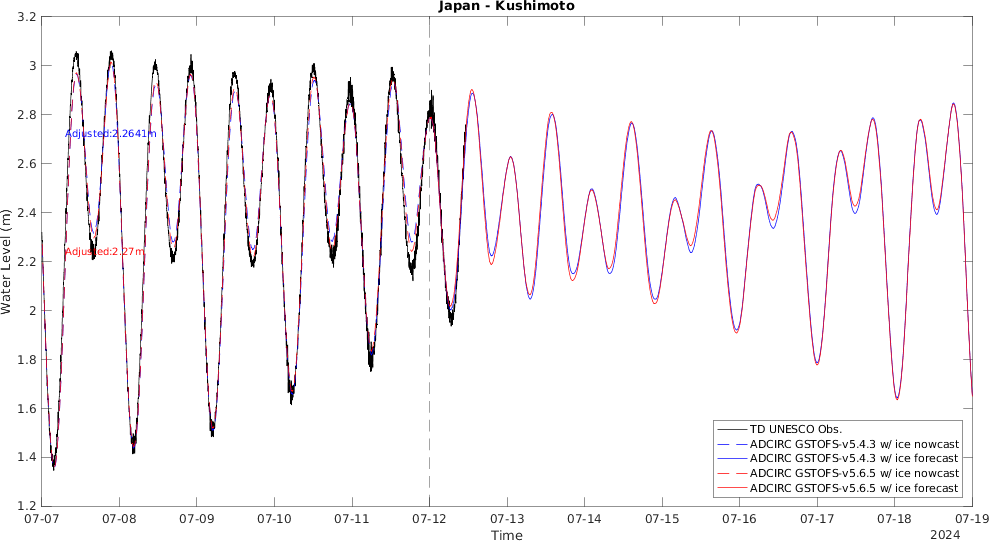 Japan - Kushimoto
3.2
3
2.8
2.6
2.4
2.2
2
1.8
1.6
1.4
1.2
Water Level (m)
Adjusted:2.2641m
Adjusted:2.27m
TD UNESCO Obs.
ADCIRC GSTOFS-v5.4.3 w/ ice nowcast
ADCIRC GSTOFS-v5.4.3 w/ ice forecast
ADCIRC GSTOFS-v5.6.5 w/ ice nowcast
ADCIRC GSTOFS-v5.6.5 w/ ice forecast
07-07 07-08 07-09 07-10 07-11 07-12 07-13 07-14 07-15 07-16 07-17 07-18 07-19
Time
2024